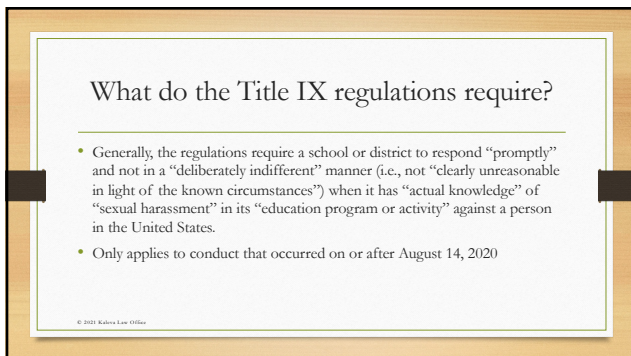 What do the Title IX regulations require?
• Generally, the regulations require a school or district to respond “promptly”
and not in a “deliberately indifferent” manner (i.e., not “clearly unreasonable
in light of the known circumstances”) when it has “actual knowledge” of
“sexual harassment” in its “education program or activity” against a person
in the United States.
• Only applies to conduct that occurred on or after August 14, 2020
© 2021 Kaleva Law Office